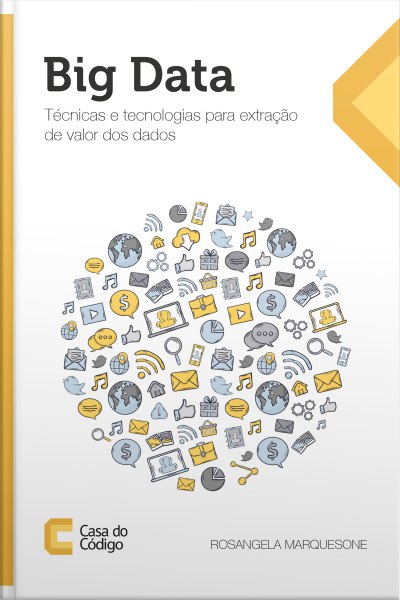 Big Data
Técnicas e tecnologias para extração
de valor dos dados
Casa do
Código
ROSANGELA MARQUESONE